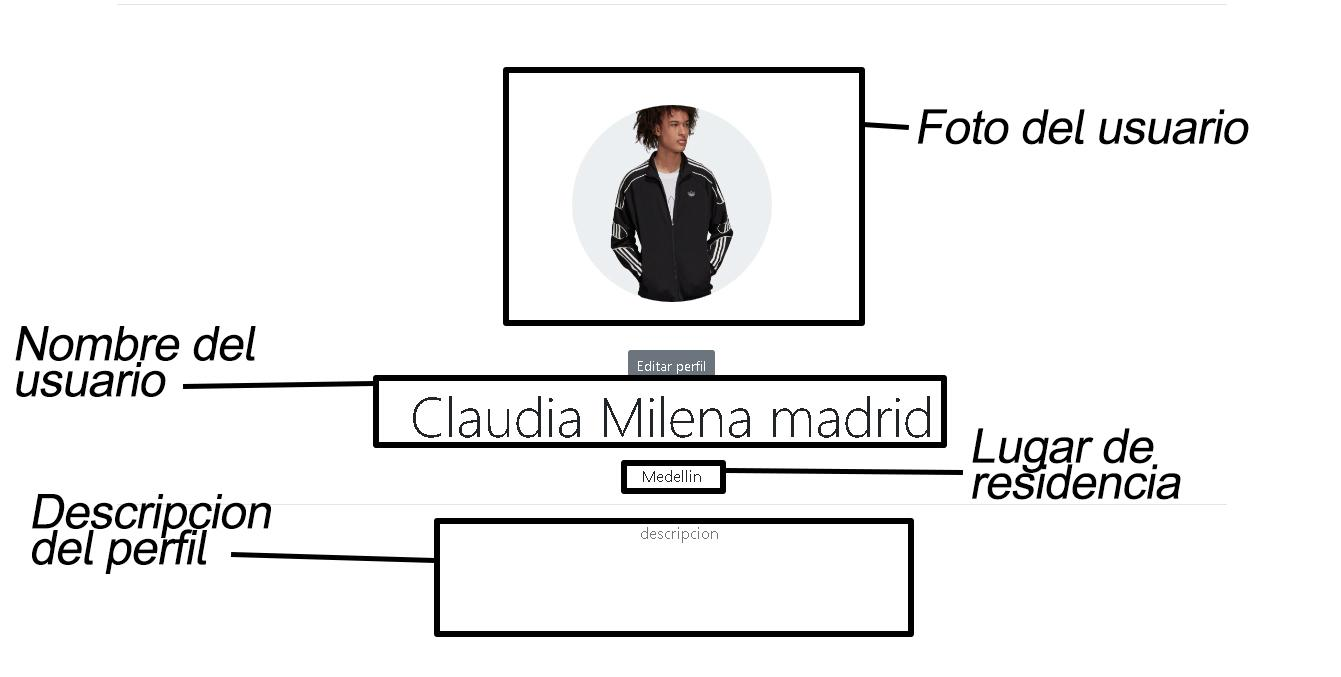 Foto del usuario
Nombre del
usuario
Editar perfil
Claudia Milena madrid
Medellin
Lugar de
residencia
Descripcion
del perfil
descripcion